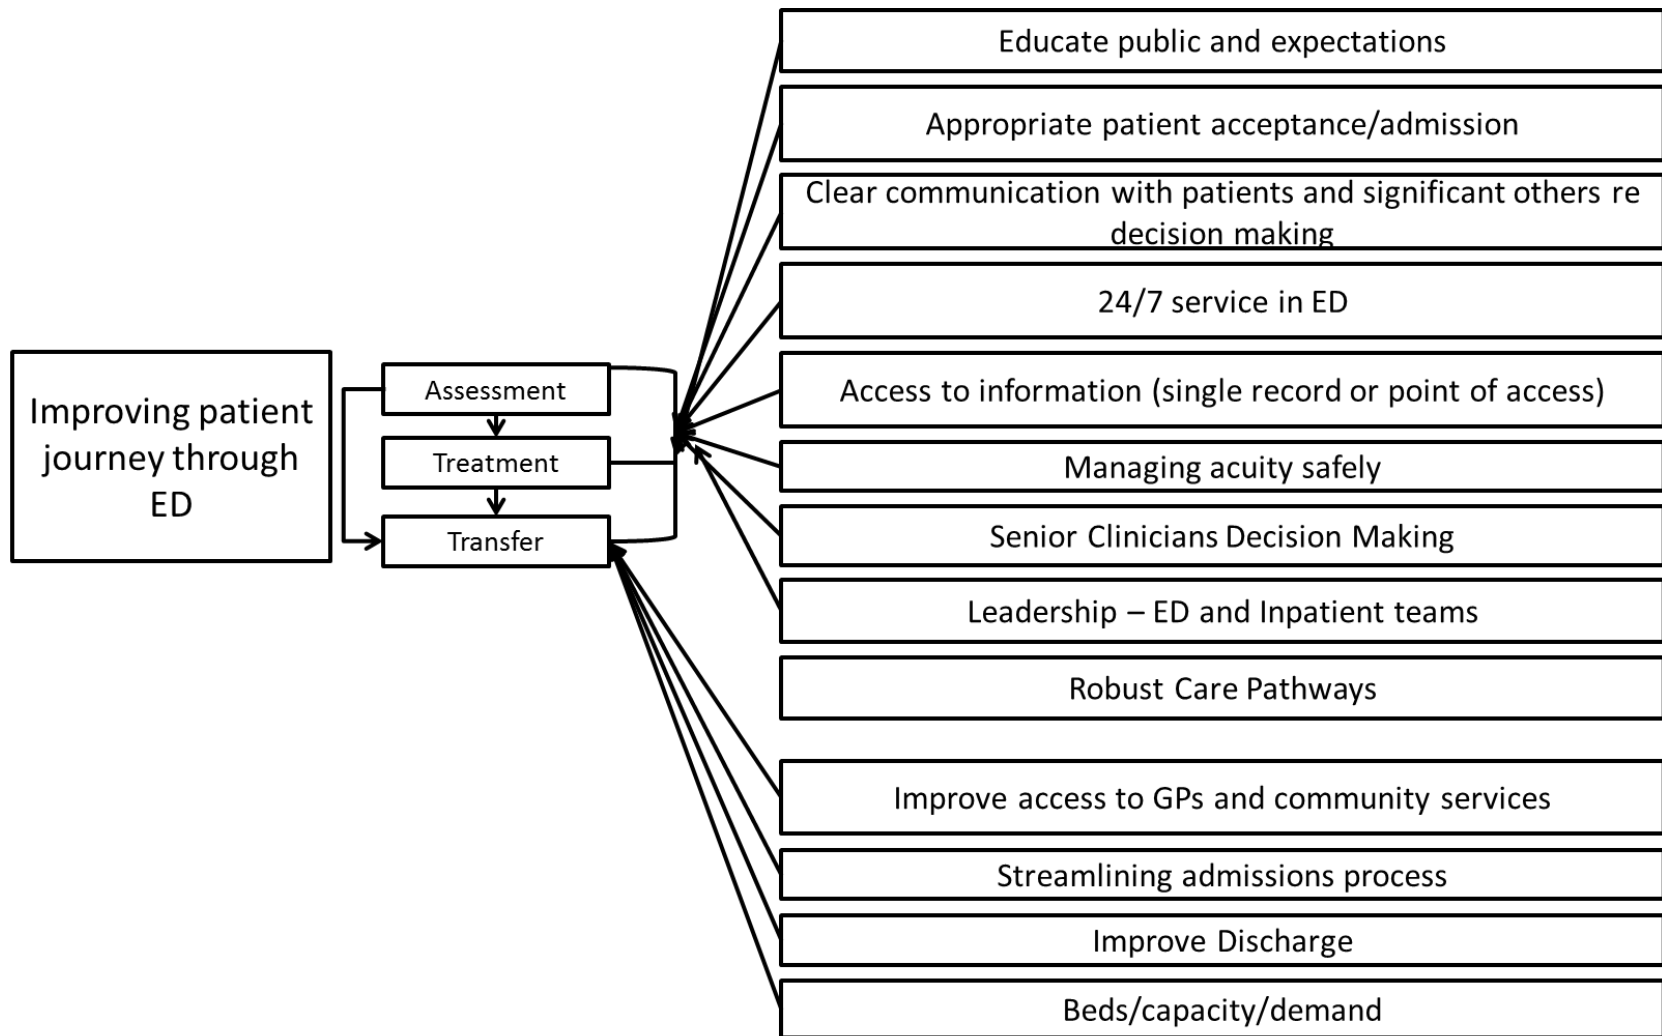 Improving patient
journey through
ED
Assessment
Treatment
Transfer
Educate public and expectations
Appropriate patient acceptance/admission
Clear communication with patients and significant others re
decision making
24/7 service in ED
Access to information (single record or point of access)
Managing acuity safely
Senior Clinicians Decision Making
Leadership – ED and Inpatient teams
Robust Care Pathways
Improve access to GPs and community services
Streamlining admissions process
Improve Discharge
Beds/capacity/demand